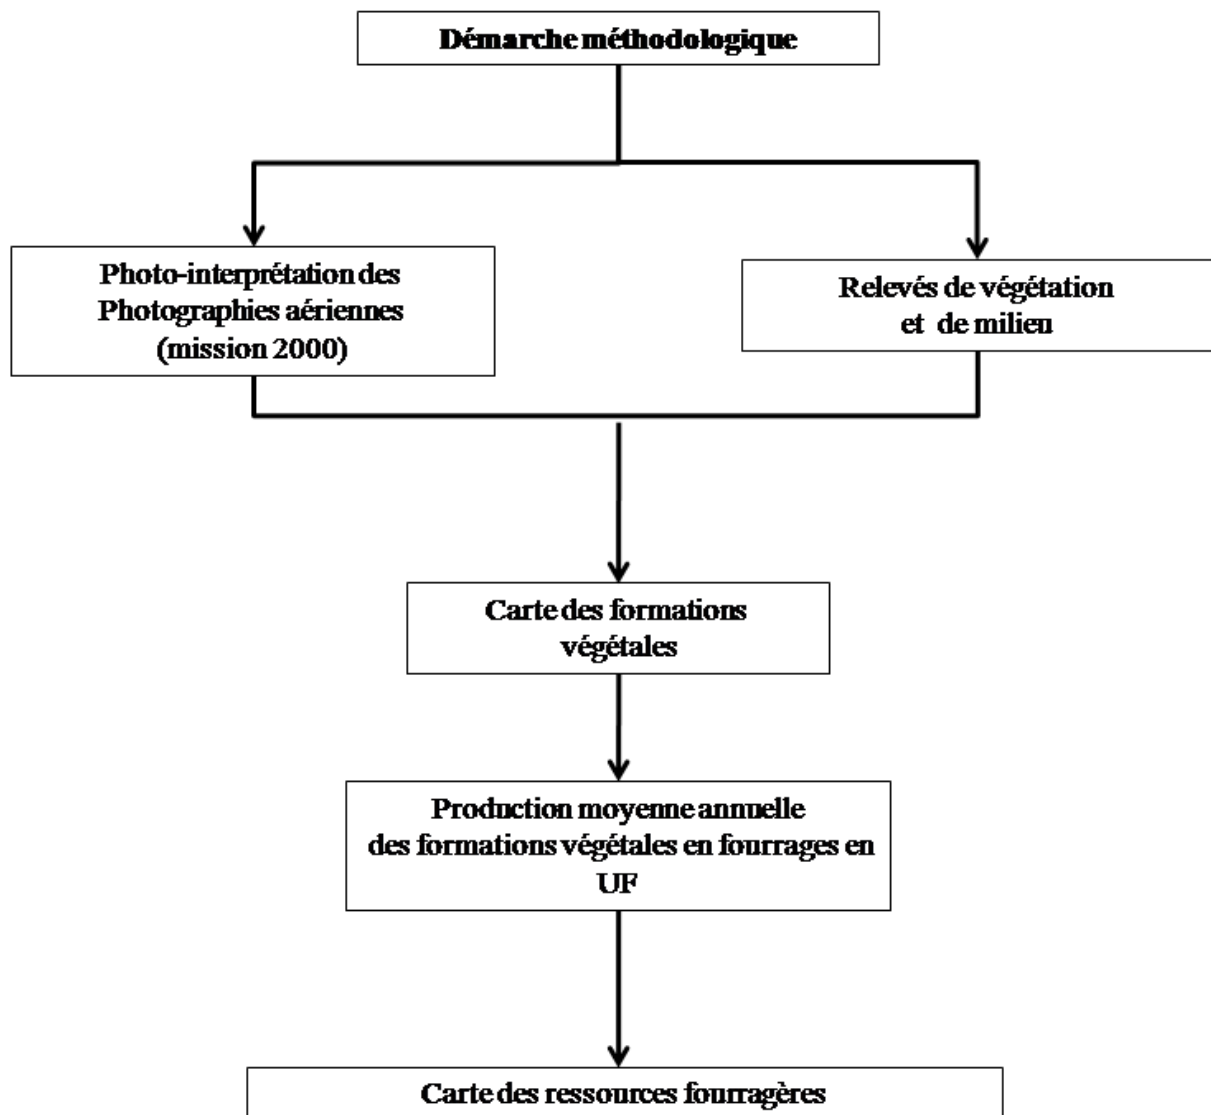 Démarche méthodologique
Photo-interprétation des
Photographies aériennes
(mission 2000)
Relevés de végétation
et de milieu
Carte des formations
végétales
Production moyenne annuelle
des formations végétales en fourrages en
UF
Carte des ressources fourragères